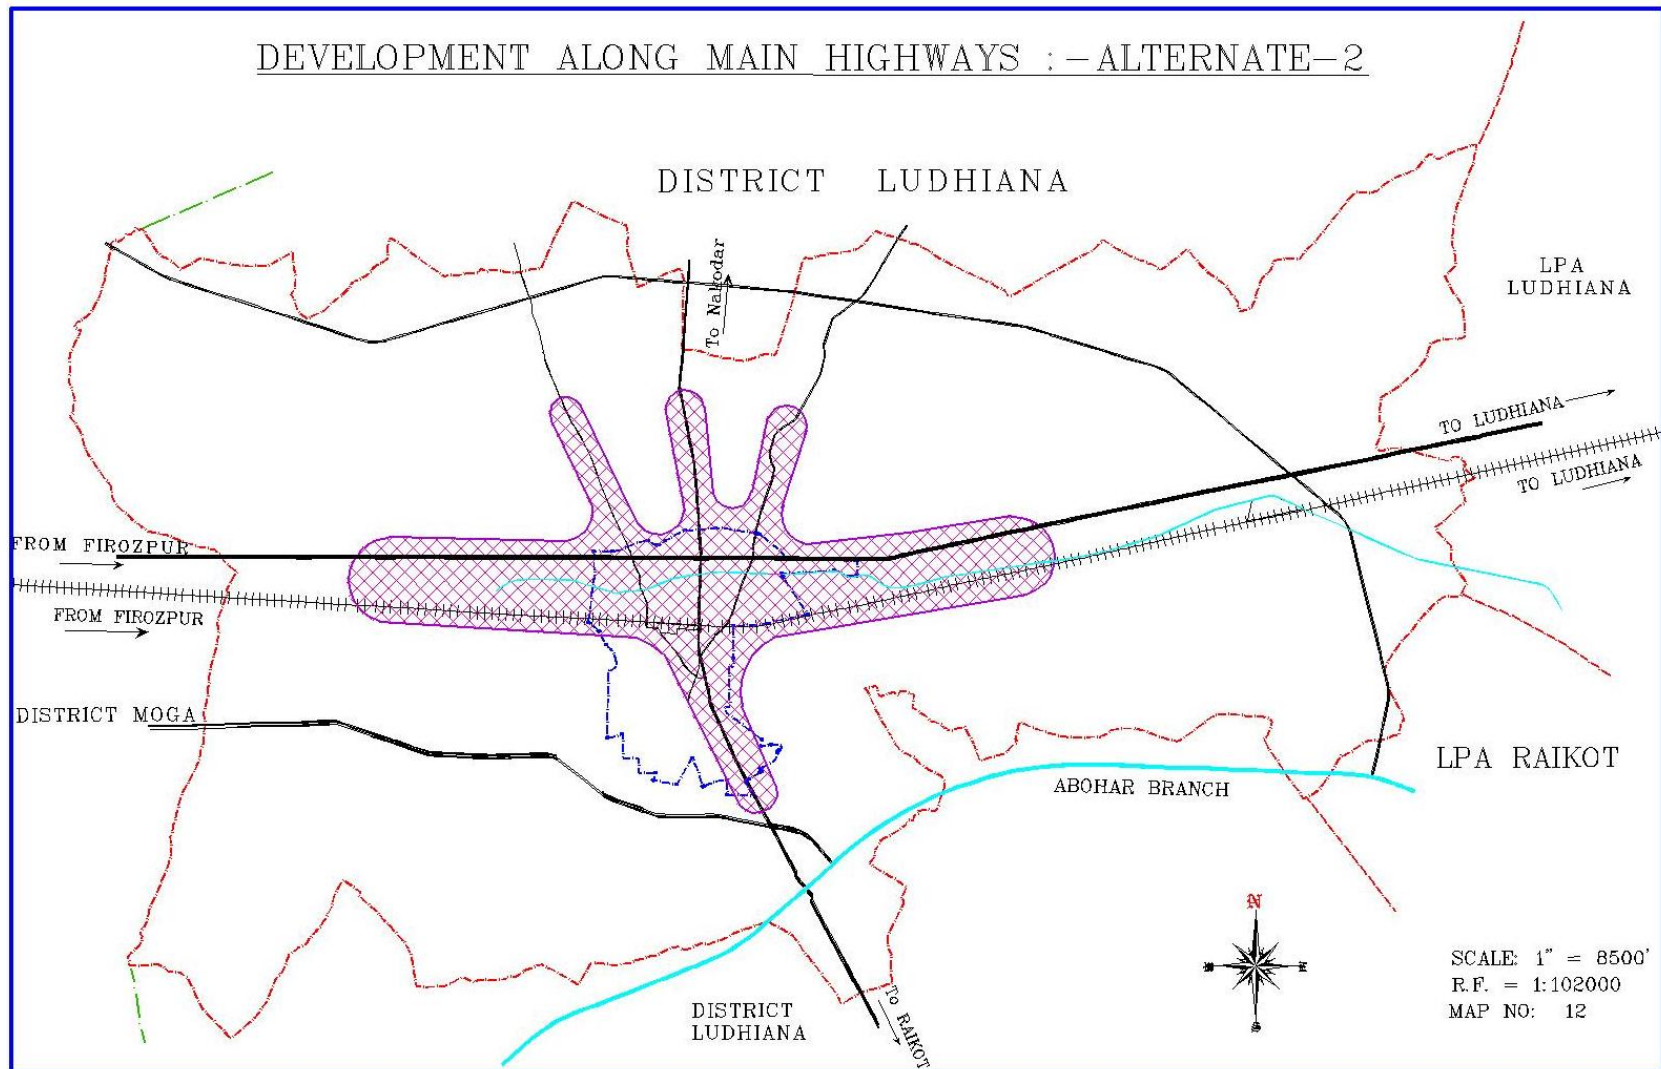 DEVELOPMENT ALONG MAIN HIGHWAYS :-ALTERNATE-2
DISTRICT LUDHIANA
To Nakodar
LPA
LUDHIANA
TO LUDHIANA
TO LUDHIANA
FROM FIROZPUR
FROM FIROZPUR
DISTRICT MOGA
LPA RAIKOT
ABOHAR BRANCH
N
E
S
SCALE: 1" = 8500'
R.F. = 1:102000
MAP NO: 12
DISTRICT
LUDHIANA
To RAIKOT